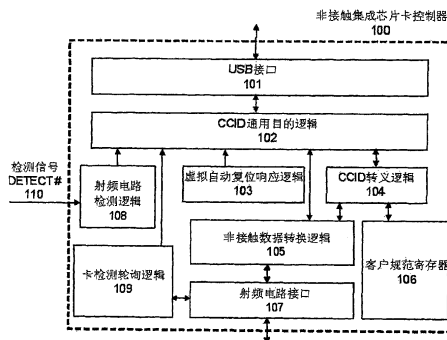 非接触集成芯片卡控制器
100
USB接口
101
CCID通用目的逻辑
102
检测信号
DETECT#
110
射频电路
检测逻辑
108
虚拟自动复位响应逻辑
103
CCID转义逻辑
104
非接触数据转换逻辑
105
客户规范寄存器
106
卡检测轮询逻辑
109
射频电路接口
107